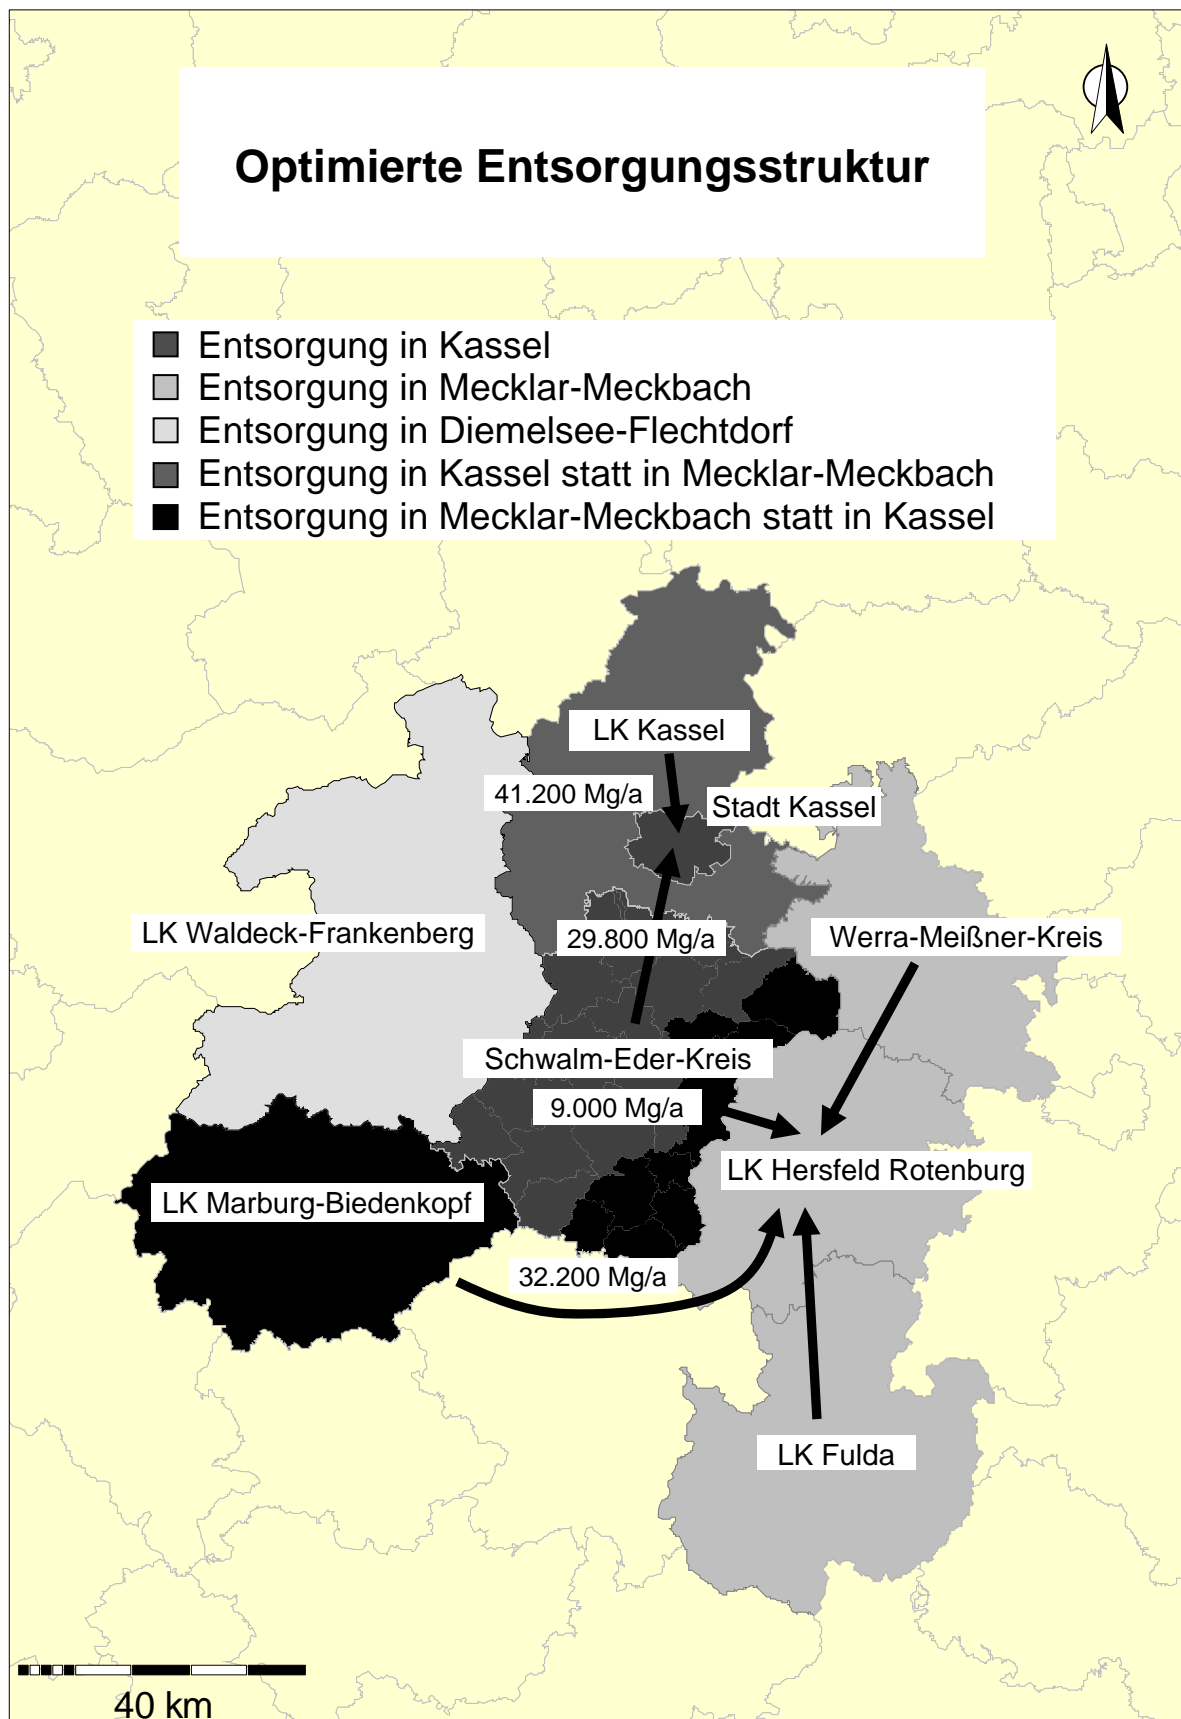 Optimierte Entsorgungsstruktur
Entsorgung in Kassel
Entsorgung in Mecklar-Meckbach
Entsorgung in Diemelsee-Flechtdorf
Entsorgung in Kassel statt in Mecklar-Meckbach
Entsorgung in Mecklar-Meckbach statt in Kassel
LK Kassel
41.200 Mg/a
Stadt Kassel
LK Waldeck-Frankenberg
29.800 Mg/a
Werra-Meißner-Kreis
Schwalm-Eder-Kreis
9.000 Mg/a
LK Hersfeld Rotenburg
LK Marburg-Biedenkopf
32.200 Mg/a
LK Fulda
40 km